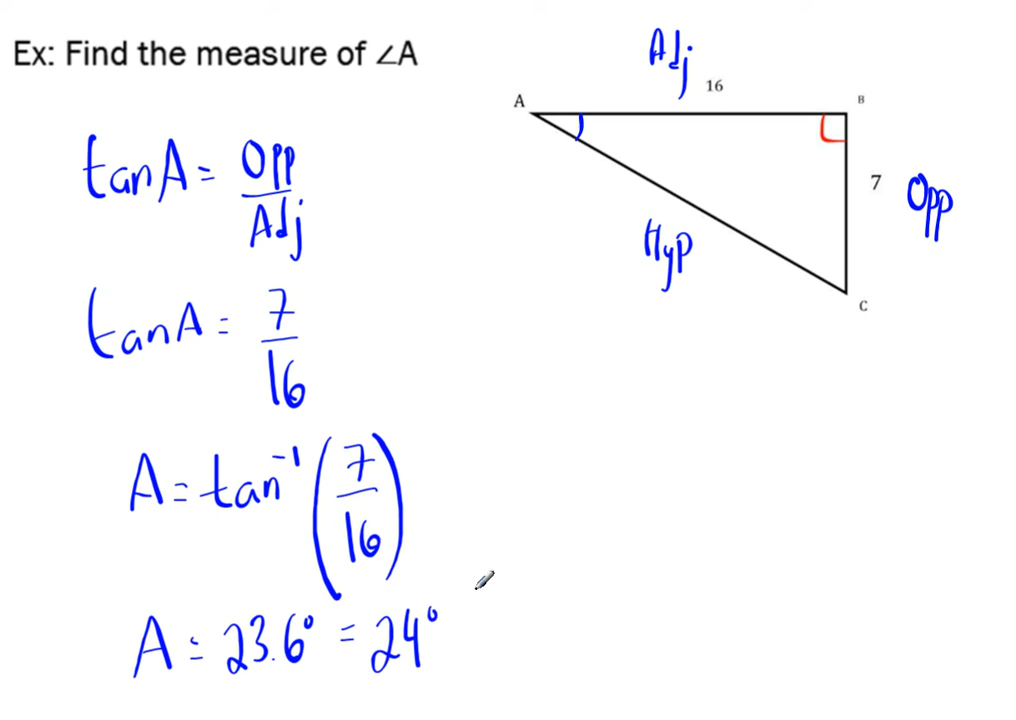 Ex: Find the measure of ∠A
tanA = Opp
Adj
tanA = 7
16
A = tan⁻¹ (7
16)
A = 23.6° = 24°
Adj
16
A
B
7
Opp
Hyp
C